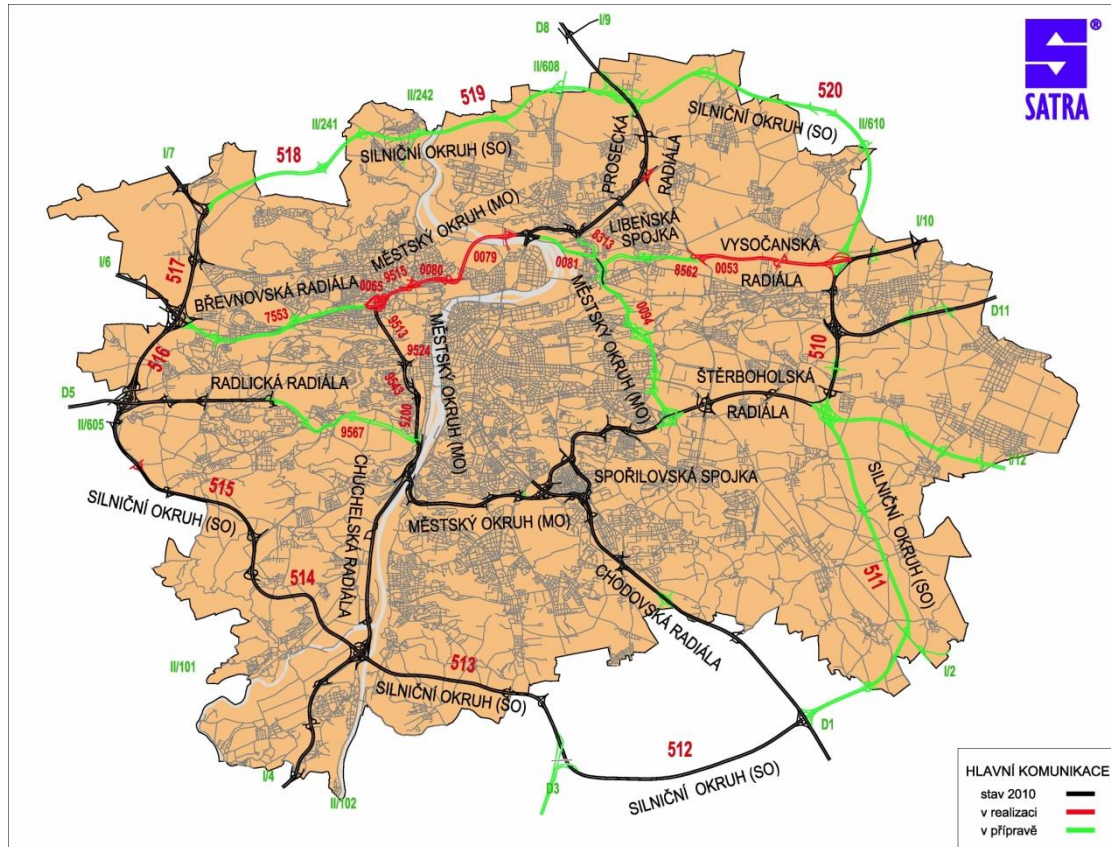 I/9
D8
®
SATRA
II/608
520
519
II/242
SILNIČNÍ OKRUH (SO)
II/241
II/610
518
SILNIČNÍ OKRUH (SO)
I/7
PROSECKÁ
RADIÁLA
MĚSTSKÝ OKRUH (MO)
LIBEŇSKÁ
SPOJKA
8313
VYSOČANSKÁ
I/10
I/6
517
0079
0081
9515
0080
0065
8562
0053
RADIÁLA
BŘEVNOVSKÁ RADIÁLA
7553
9513
9524
MĚSTSKÝ OKRUH (MO)
MĚSTSKÝ OKRUH (MO)
0094
D11
510
516
9543
RADLICKÁ RADIÁLA
ŠTĚRBOHOLSKÁ
RADIÁLA
D5
II/605
0075
9567
I/12
CHUCHELSKÁ RADIÁLA
SPOŘILOVSKÁ SPOJKA
515
SILNIČNÍ OKRUH (SO)
MĚSTSKÝ OKRUH (MO)
SILNIČNÍ OKRUH (SO)
511
514
CHODOVSKÁ RADIÁLA
II/101
513
SILNIČNÍ OKRUH (SO)
I/2
D1
512
I/4
II/102
D3
SILNIČNÍ OKRUH (SO)
HLAVNÍ KOMUNIKACE
stav 2010
v realizaci
v přípravě